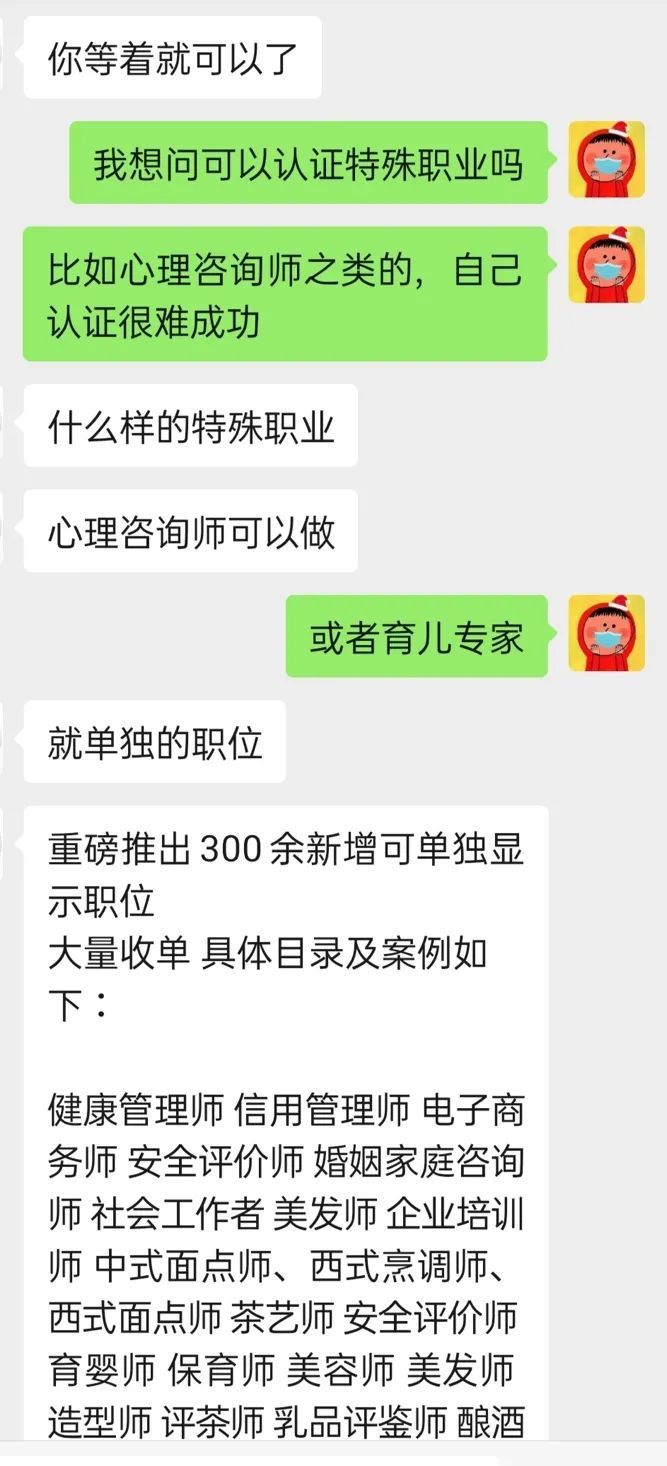 你等着就可以了
我想问可以认证特殊职业吗
比如心理咨询师之类的，自己
认证很难成功
什么样的特殊职业
心理咨询师可以做
或者育儿专家
就单独的职位
重磅推出300余新增可单独显
示职位
大量收单 具体目录及案例如
下：
健康管理师 信用管理师 电子商
务师 安全评价师 婚姻家庭咨询
师 社会工作者 美发师 企业培训
师 中式面点师、西式烹调师、
西式面点师 茶艺师 安全评价师
育婴师 保育师 美容师 美发师
造型师 评茶师 乳品评鉴师 酿酒